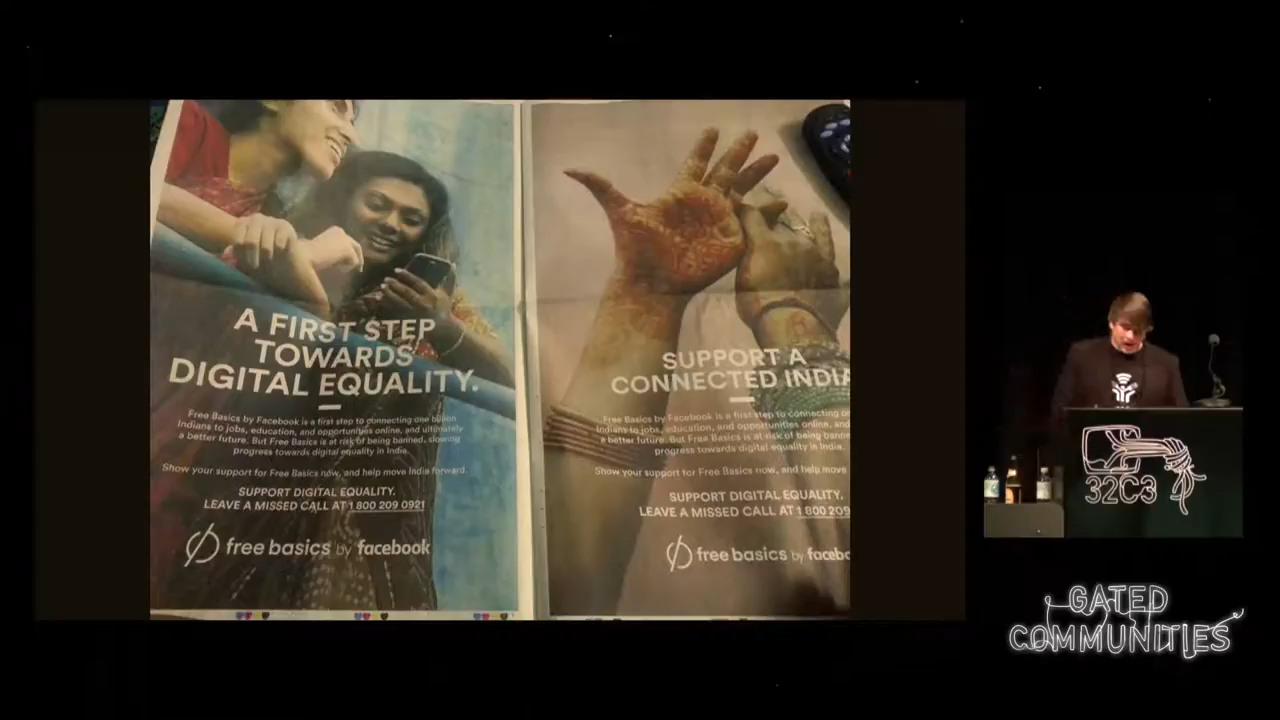 A FIRST STEP
TOWARDS
DIGITAL EQUALITY.
Free Basics by Facebook is a first step to connecting one billion
Indians to jobs, education, and opportunities online, and ultimately
a better future. But Free Basics is at risk of being banned, slowing
progress towards digital equality in India.
Show your support for Free Basics now, and help move India forward.
SUPPORT DIGITAL EQUALITY.
LEAVE A MISSED CALL AT 1 800 209 0921
free basics by facebook
SUPPORT A
CONNECTED INDIA
Free Basics by Facebook is a first step to connecting on
Indians to jobs, education, and opportunities online, and
a better future. But Free Basics is at risk of being banne
progress towards digital equality in India.
Show your support for Free Basics now, and help move
SUPPORT DIGITAL EQUALITY.
LEAVE A MISSED CALL AT 1 800 209
free basics by facebo
32C3
GATED
COMMUNITIES